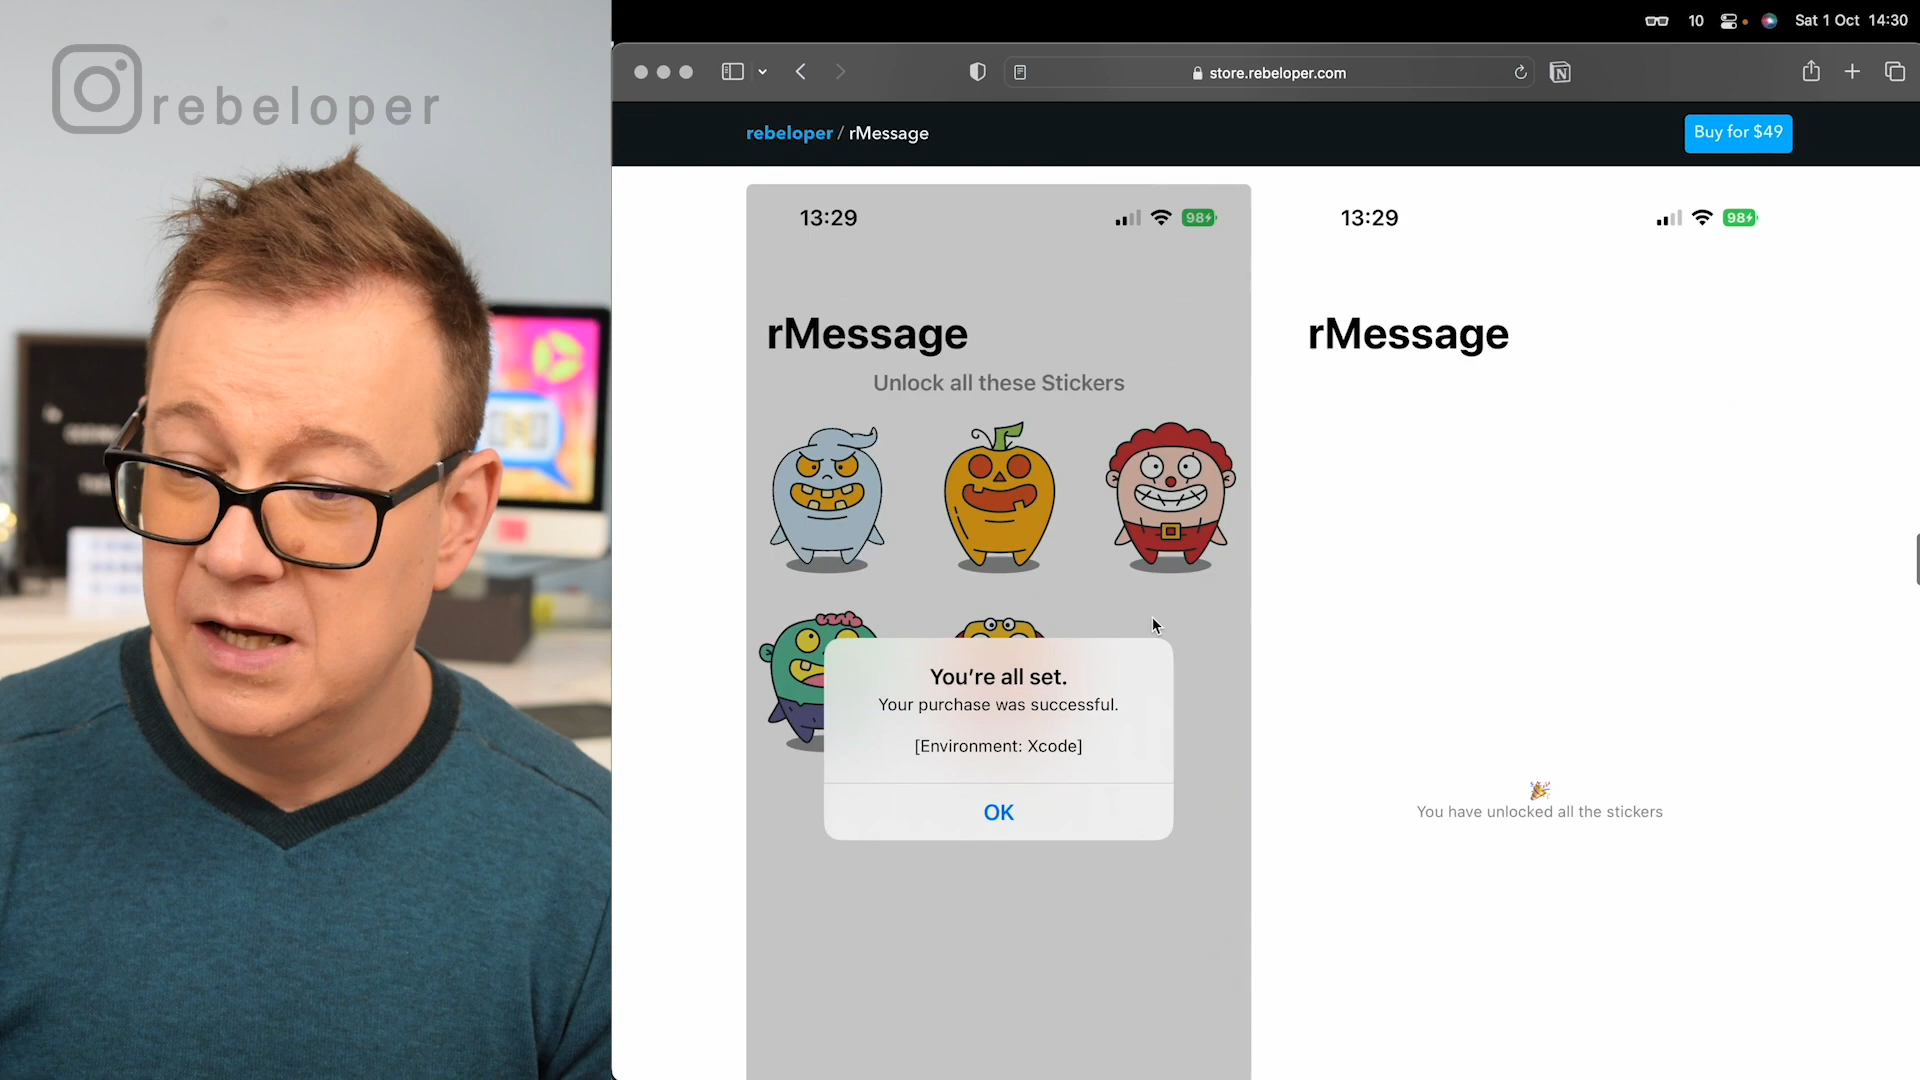 rebeloper
10
Sat 1 Oct 14:30
store.rebeloper.com
rebeloper / rMessage
Buy for $49
13:29
98
rMessage
Unlock all these Stickers
You're all set.
Your purchase was successful.
[Environment: Xcode]
OK
13:29
98
rMessage
You have unlocked all the stickers